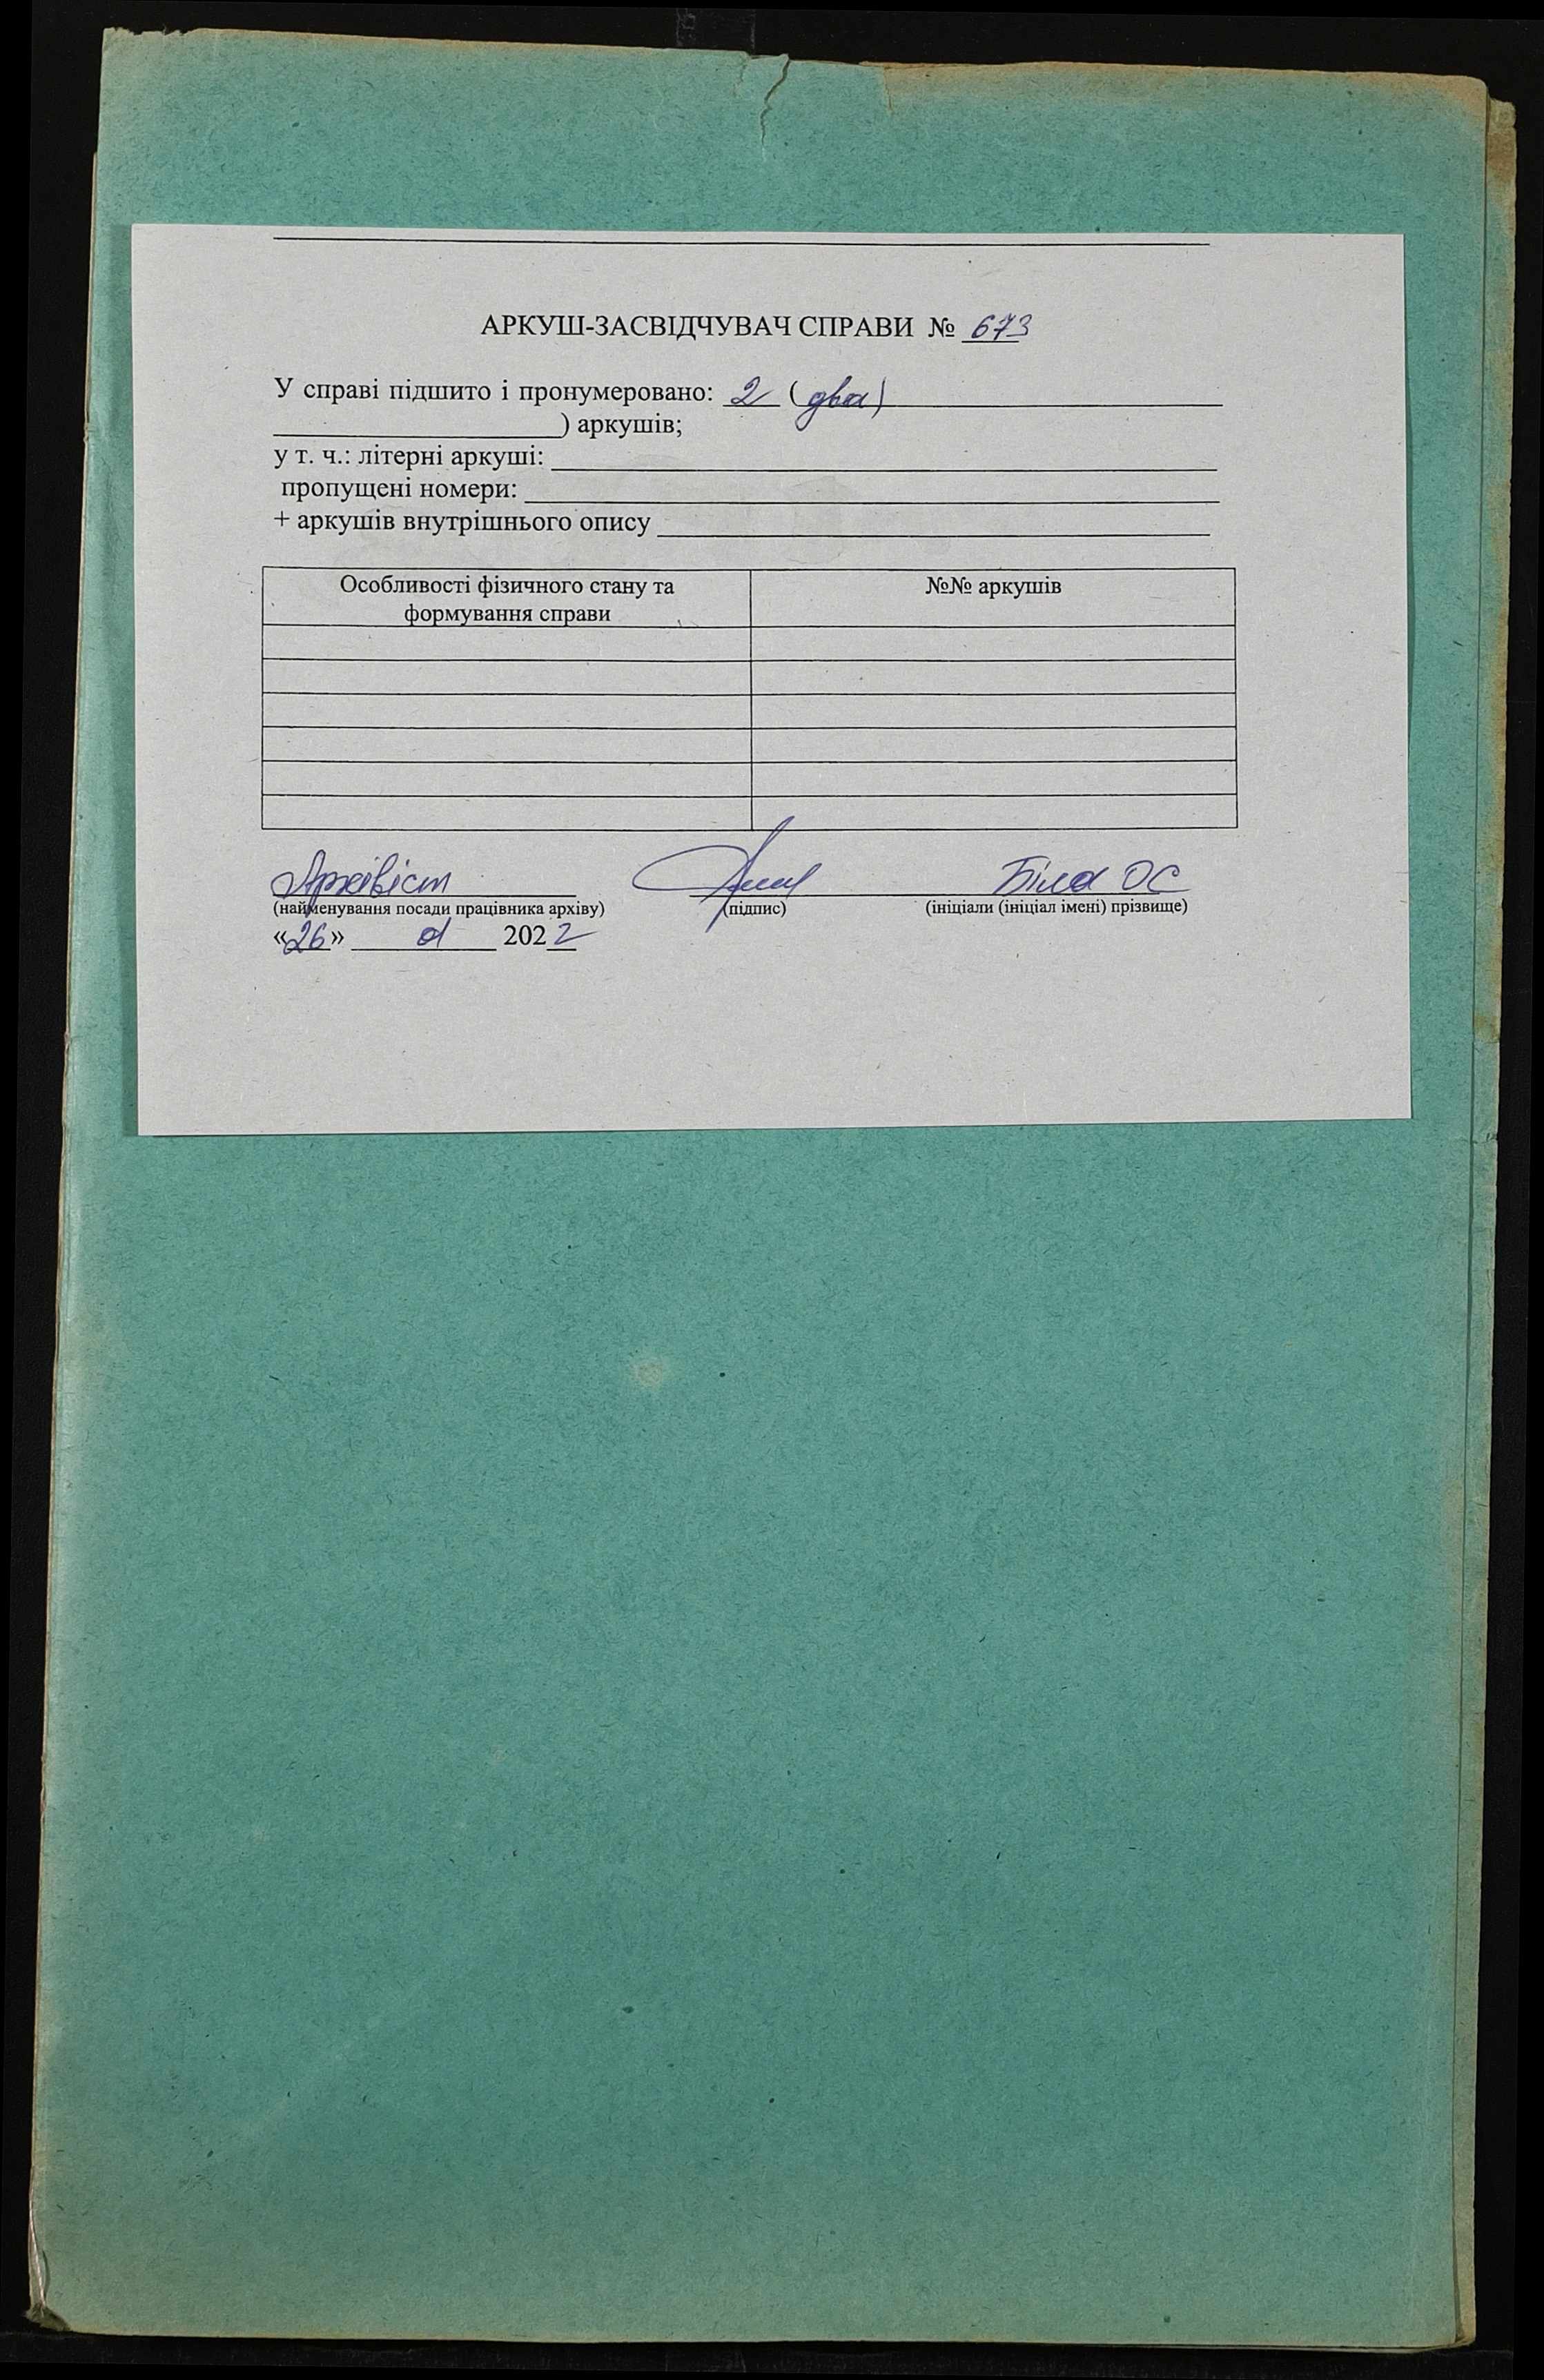 АРКУШ-ЗАСВІДЧУВАЧ СПРАВИ № 673
У справі підшито і пронумеровано: 2 (два)
) аркушів;
у т. ч.: літерні аркуші:
пропущені номери:
+ аркушів внутрішнього опису
Особливості фізичного стану та формування справи №№ аркушів
Архівіст Біла ОС
(найменування посади працівника архіву) (підпис) (ініціали (ініціал імені) прізвище)
«26» 2022